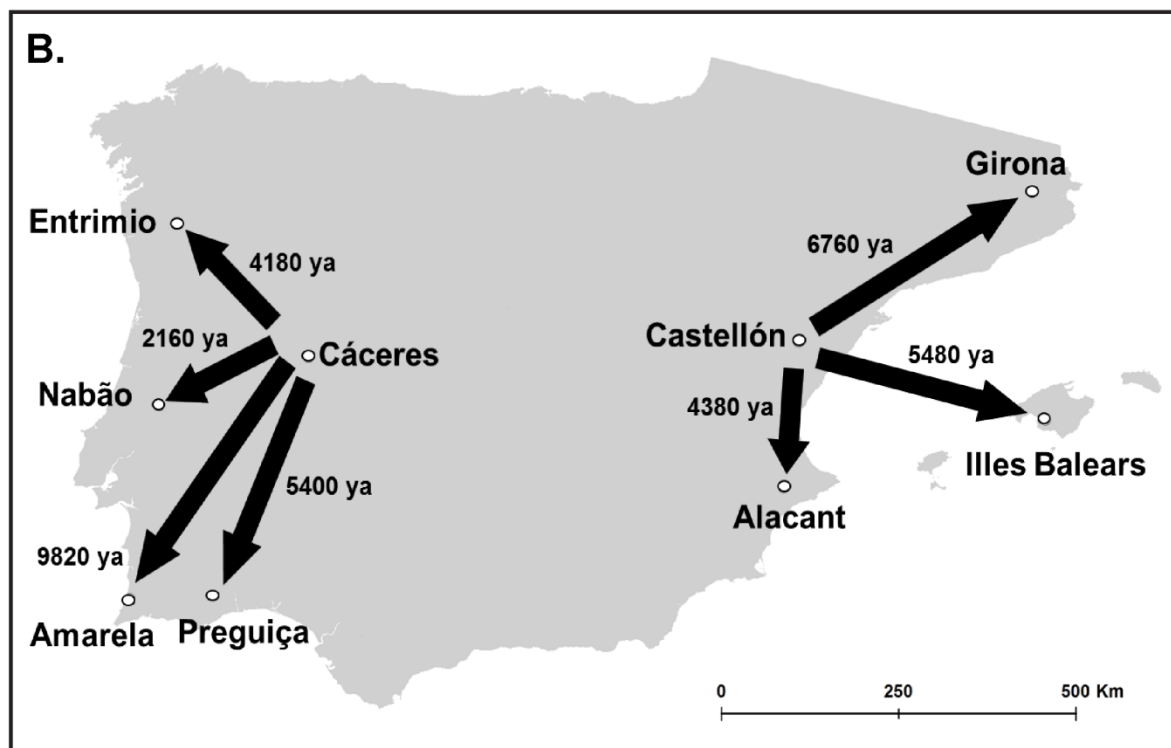 B.
Girona
Entrimio
6760 ya
4180 ya
2160 ya
Castellón
Cáceres
5480 ya
Nabão
4380 ya
Illes Balears
5400 ya
Alacant
9820 ya
Amarela
Preguiça
0 250 500 Km